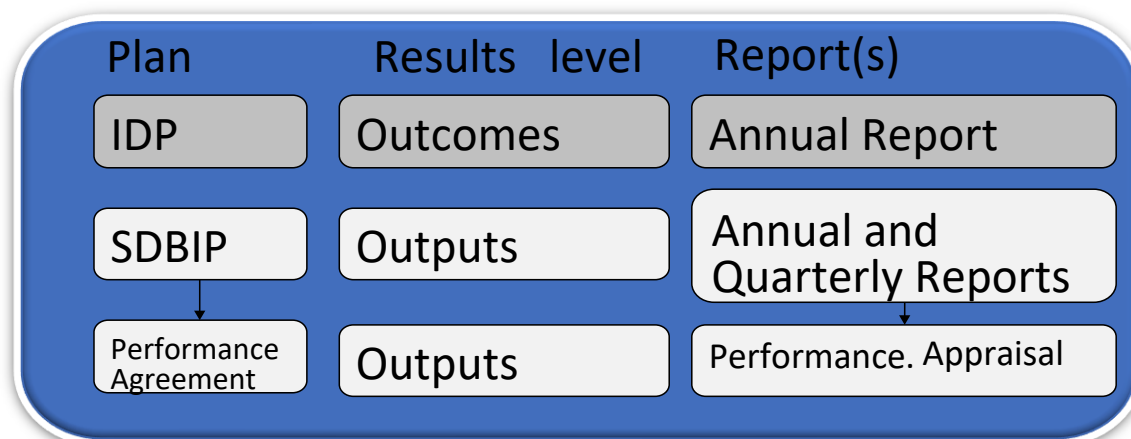 Plan Results level Report(s)
IDP Outcomes Annual Report
SDBIP Outputs Annual and
Quarterly Reports
Performance
Agreement Outputs Performance. Appraisal